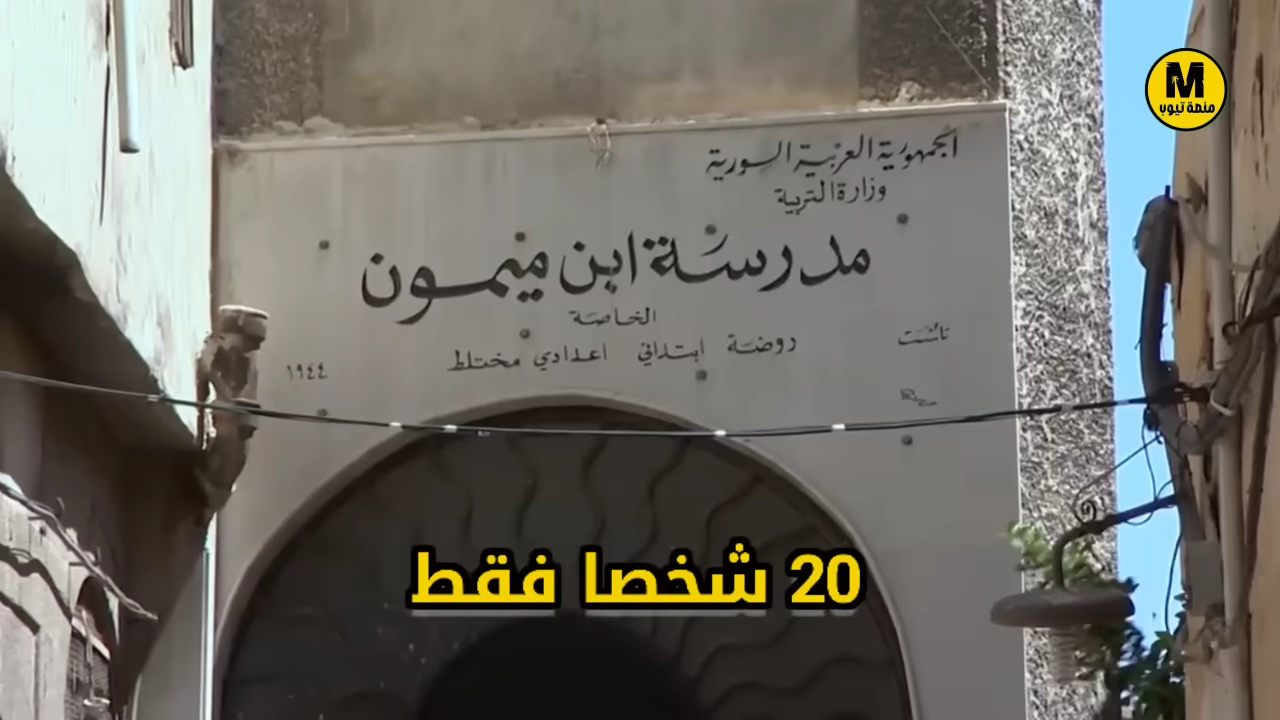 M
منصة تيوب
الجمهورية العربية السورية
وزارة التربية
مدرسة ابن ميمون
الخاصة
روضة ابتدائي اعدادي مختلط
تأسست
١٩٤٤
20 شخصا فقط